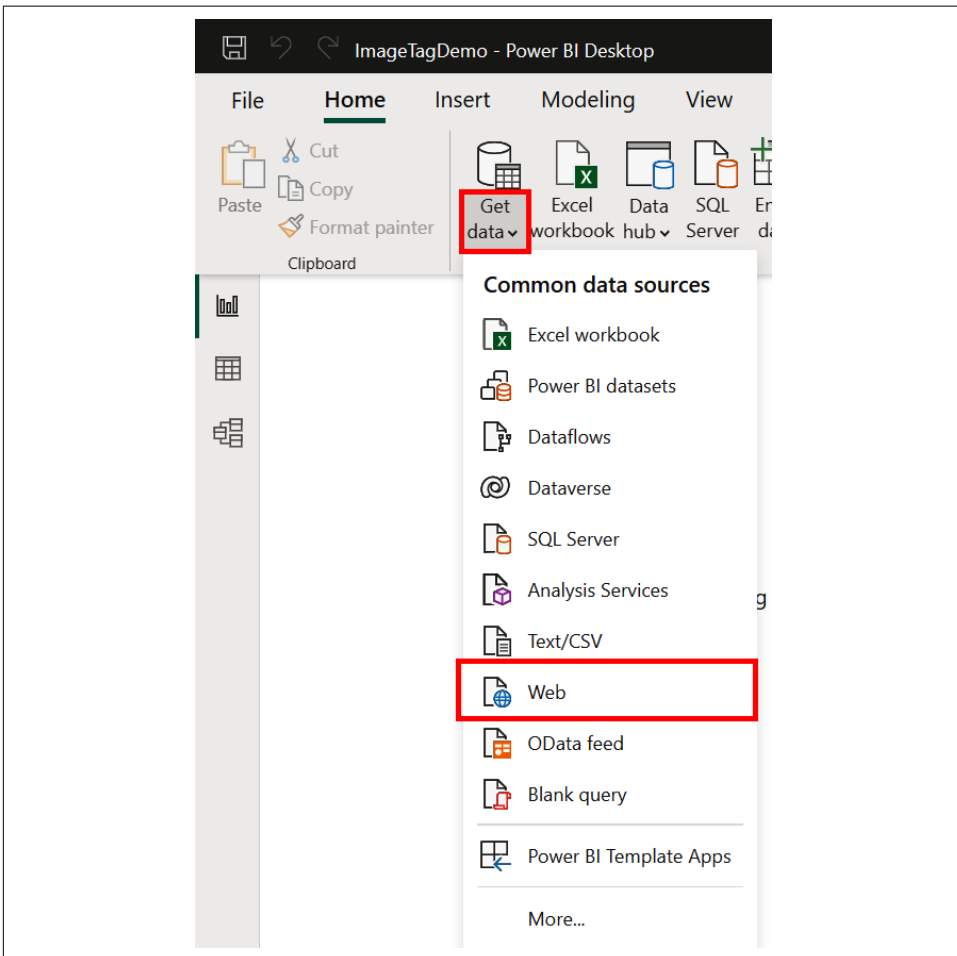 ImageTagDemo - Power BI Desktop
File Home Insert Modeling View
Cut
Copy
Paste
Format painter
Clipboard
Get data
Excel workbook
Data hub
SQL Server
Common data sources
Excel workbook
Power BI datasets
Dataflows
Dataverse
SQL Server
Analysis Services
Text/CSV
Web
OData feed
Blank query
Power BI Template Apps
More...